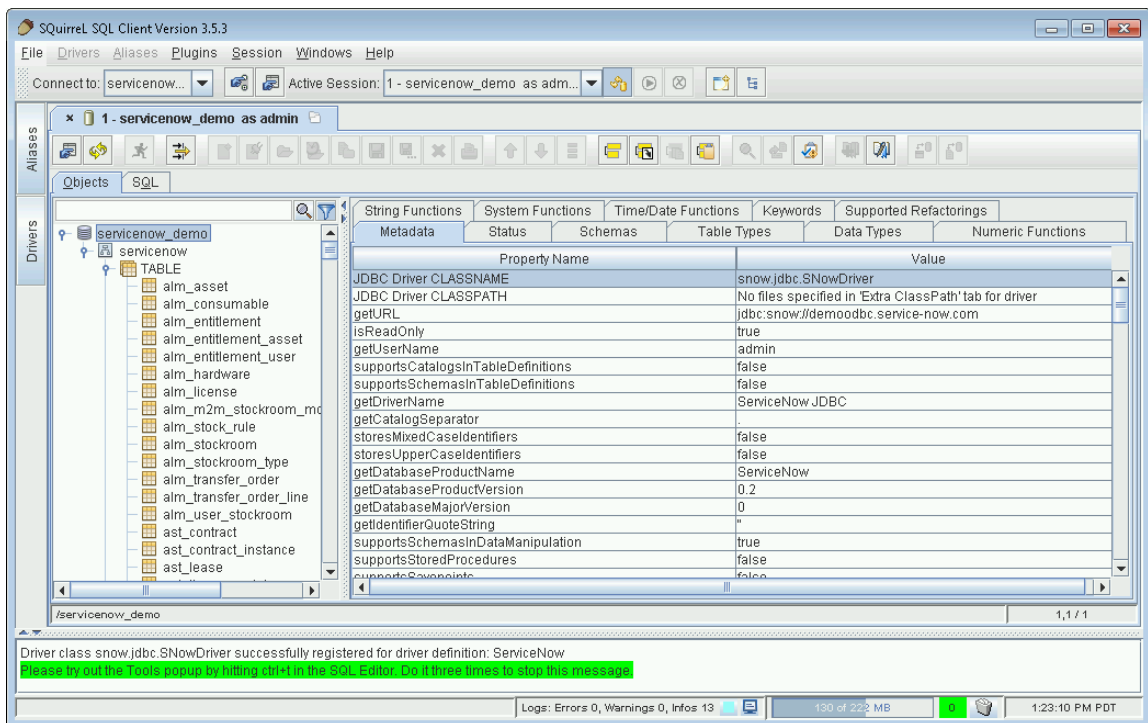 SQuirreL SQL Client Version 3.5.3
File Drivers Aliases Plugins Session Windows Help
Connect to: servicenow... Active Session: 1 - servicenow_demo as adm...
Aliases
Drivers
1 - servicenow_demo as admin
Objects SQL
servicenow_demo
servicenow
TABLE
alm_asset
alm_consumable
alm_entitlement
alm_entitlement_asset
alm_entitlement_user
alm_hardware
alm_license
alm_m2m_stockroom_mo
alm_stock_rule
alm_stockroom
alm_stockroom_type
alm_transfer_order
alm_transfer_order_line
alm_user_stockroom
ast_contract
ast_contract_instance
ast_lease
String Functions System Functions Time/Date Functions Keywords Supported Refactorings
Metadata Status Schemas Table Types Data Types Numeric Functions
Property Name Value
JDBC Driver CLASSNAME snow.jdbc.SNowDriver
JDBC Driver CLASSPATH No files specified in 'Extra ClassPath' tab for driver
getURL jdbc:snow://demoodbc.service-now.com
isReadOnly true
getUserName admin
supportsCatalogsInTableDefinitions false
supportsSchemasInTableDefinitions false
getDriverName ServiceNow JDBC
getCatalogSeparator .
storesMixedCaseIdentifiers false
storesUpperCaseIdentifiers false
getDatabaseProductName ServiceNow
getDatabaseProductVersion 0.2
getDatabaseMajorVersion 0
getIdentifierQuoteString "
supportsSchemasInDataManipulation true
supportsStoredProcedures false
supportsSavepoints false
/servicenow_demo 1,1 / 1
Driver class snow.jdbc.SNowDriver successfully registered for driver definition: ServiceNow
Please try out the Tools popup by hitting ctrl+t in the SQL Editor. Do it three times to stop this message.
Logs: Errors 0, Warnings 0, Infos 13 130 of 222 MB 0 1:23:10 PM PDT